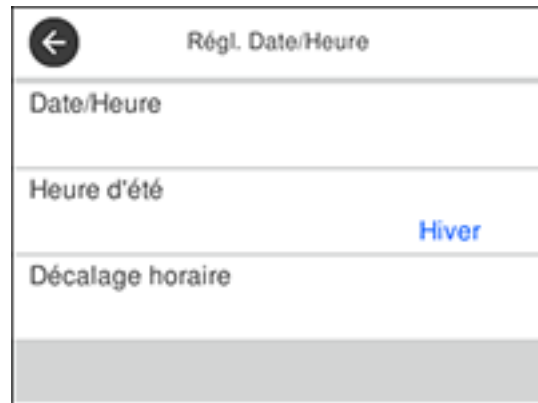 Régl. Date/Heure
Date/Heure
Heure d'été
Hiver
Décalage horaire